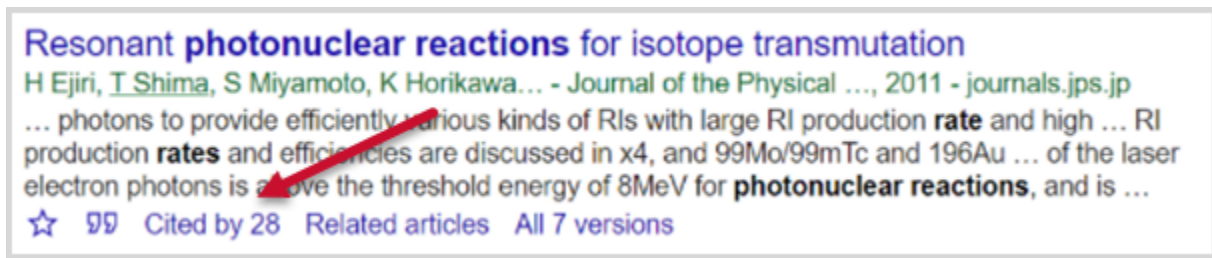 Resonant photonuclear reactions for isotope transmutation
H Ejiri, T Shima, S Miyamoto, K Horikawa... - Journal of the Physical ..., 2011 - journals.jps.jp
... photons to provide efficiently various kinds of RIs with large RI production rate and high ... RI
production rates and efficiencies are discussed in x4, and 99Mo/99mTc and 196Au ... of the laser
electron photons is above the threshold energy of 8MeV for photonuclear reactions, and is ...
Cited by 28 Related articles All 7 versions